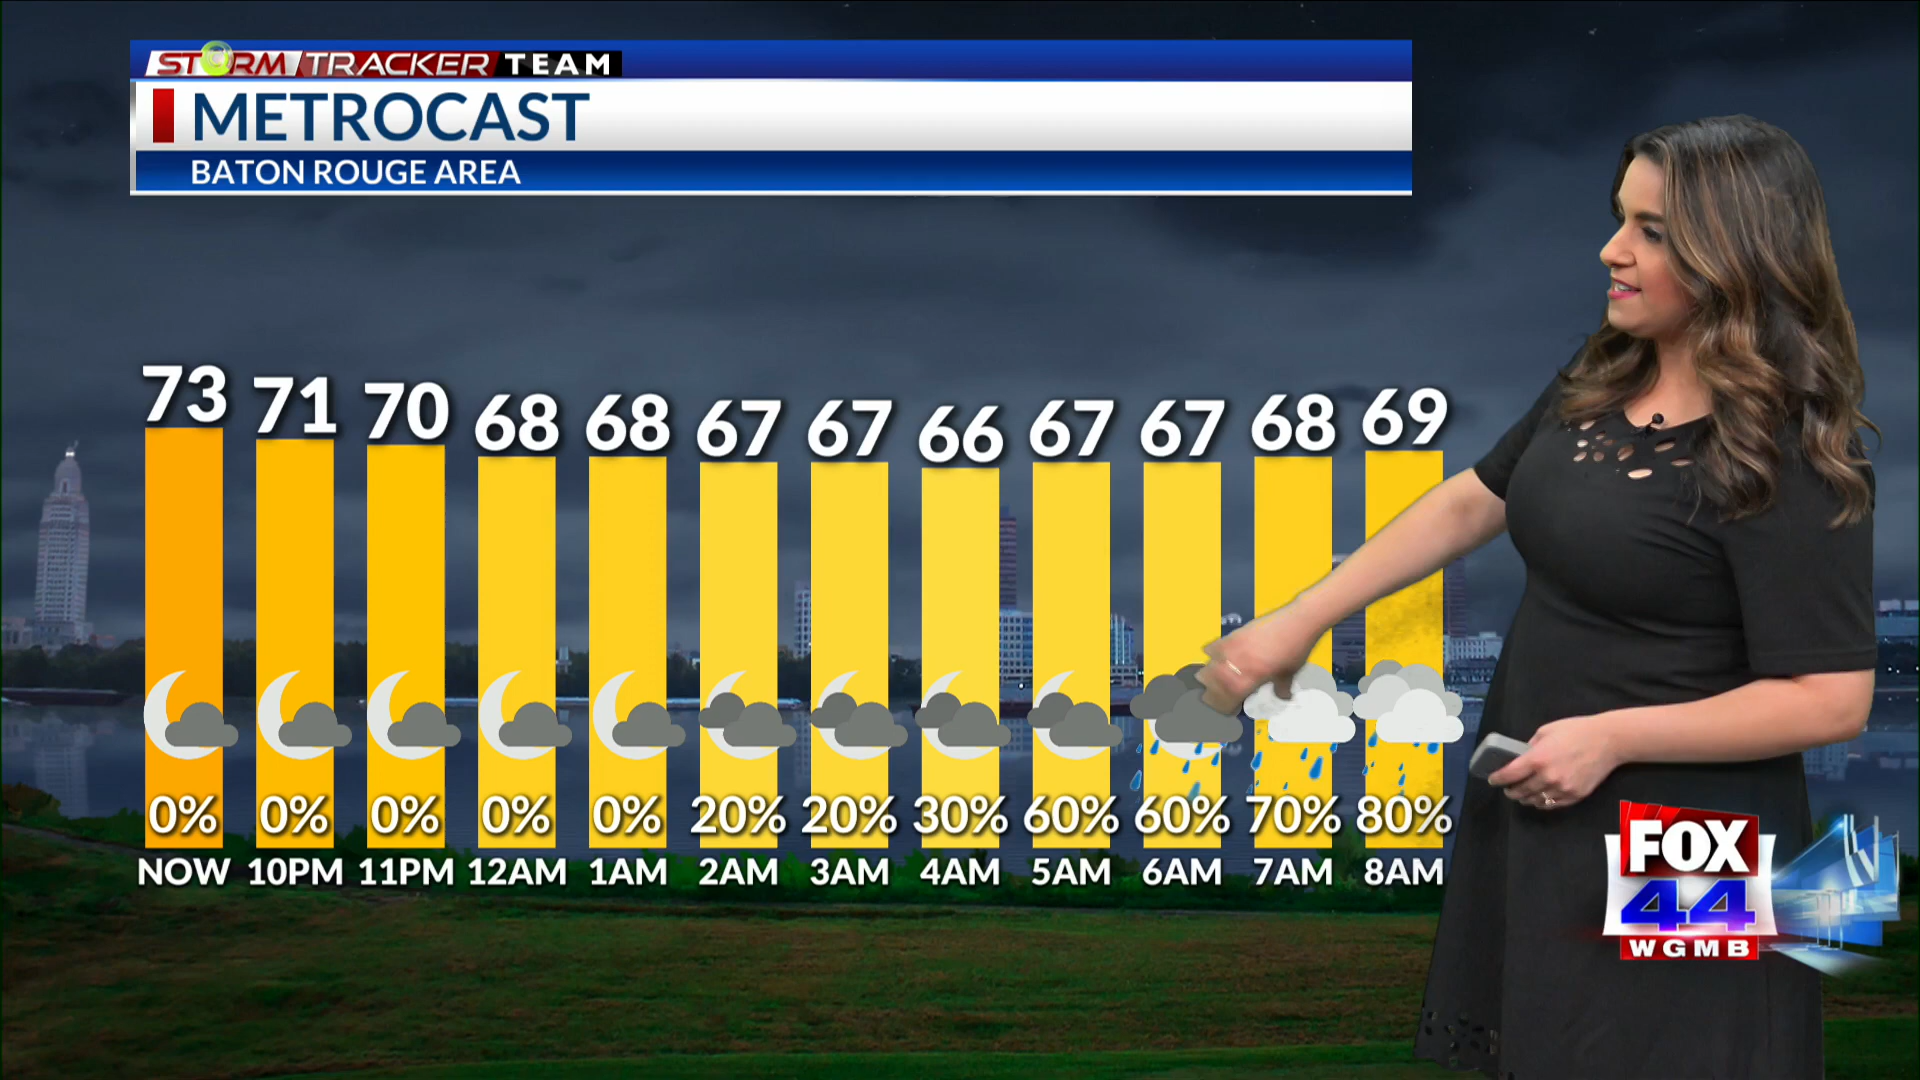 STORM TRACKER TEAM
METROCAST
BATON ROUGE AREA
73 71 70 68 68 67 67 66 67 67 68 69
0% 0% 0% 0% 0% 20% 20% 30% 60% 60% 70% 80%
NOW 10PM 11PM 12AM 1AM 2AM 3AM 4AM 5AM 6AM 7AM 8AM
FOX
44
WGMB